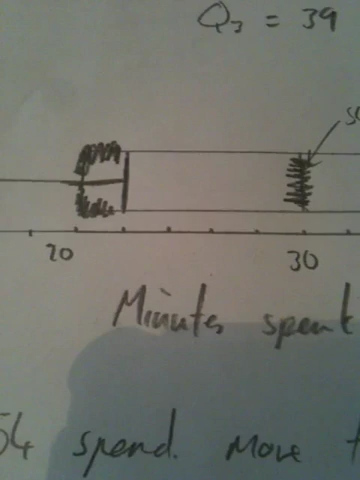 Q3 = 39
20
30
Minutes spent
54 spend. More